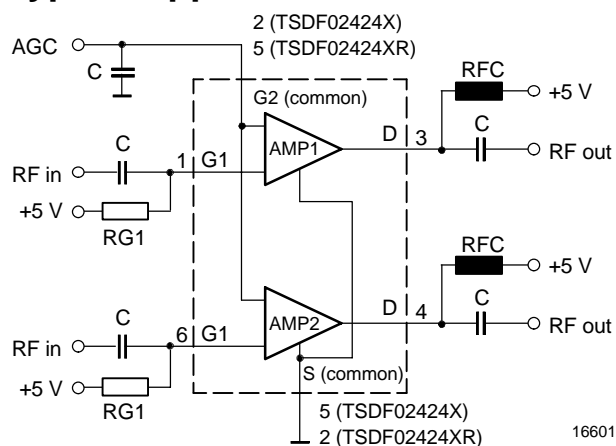 2 (TSDF02424X)
5 (TSDF02424XR)
AGC
C
G2 (common)
RFC
+5 V
C
RF out
AMP1
D 3
1 G1
C
RF in
+5 V
RG1
RFC
+5 V
C
RF out
AMP2
D 4
6 G1
C
RF in
+5 V
RG1
S (common)
5 (TSDF02424X)
2 (TSDF02424XR)
16601